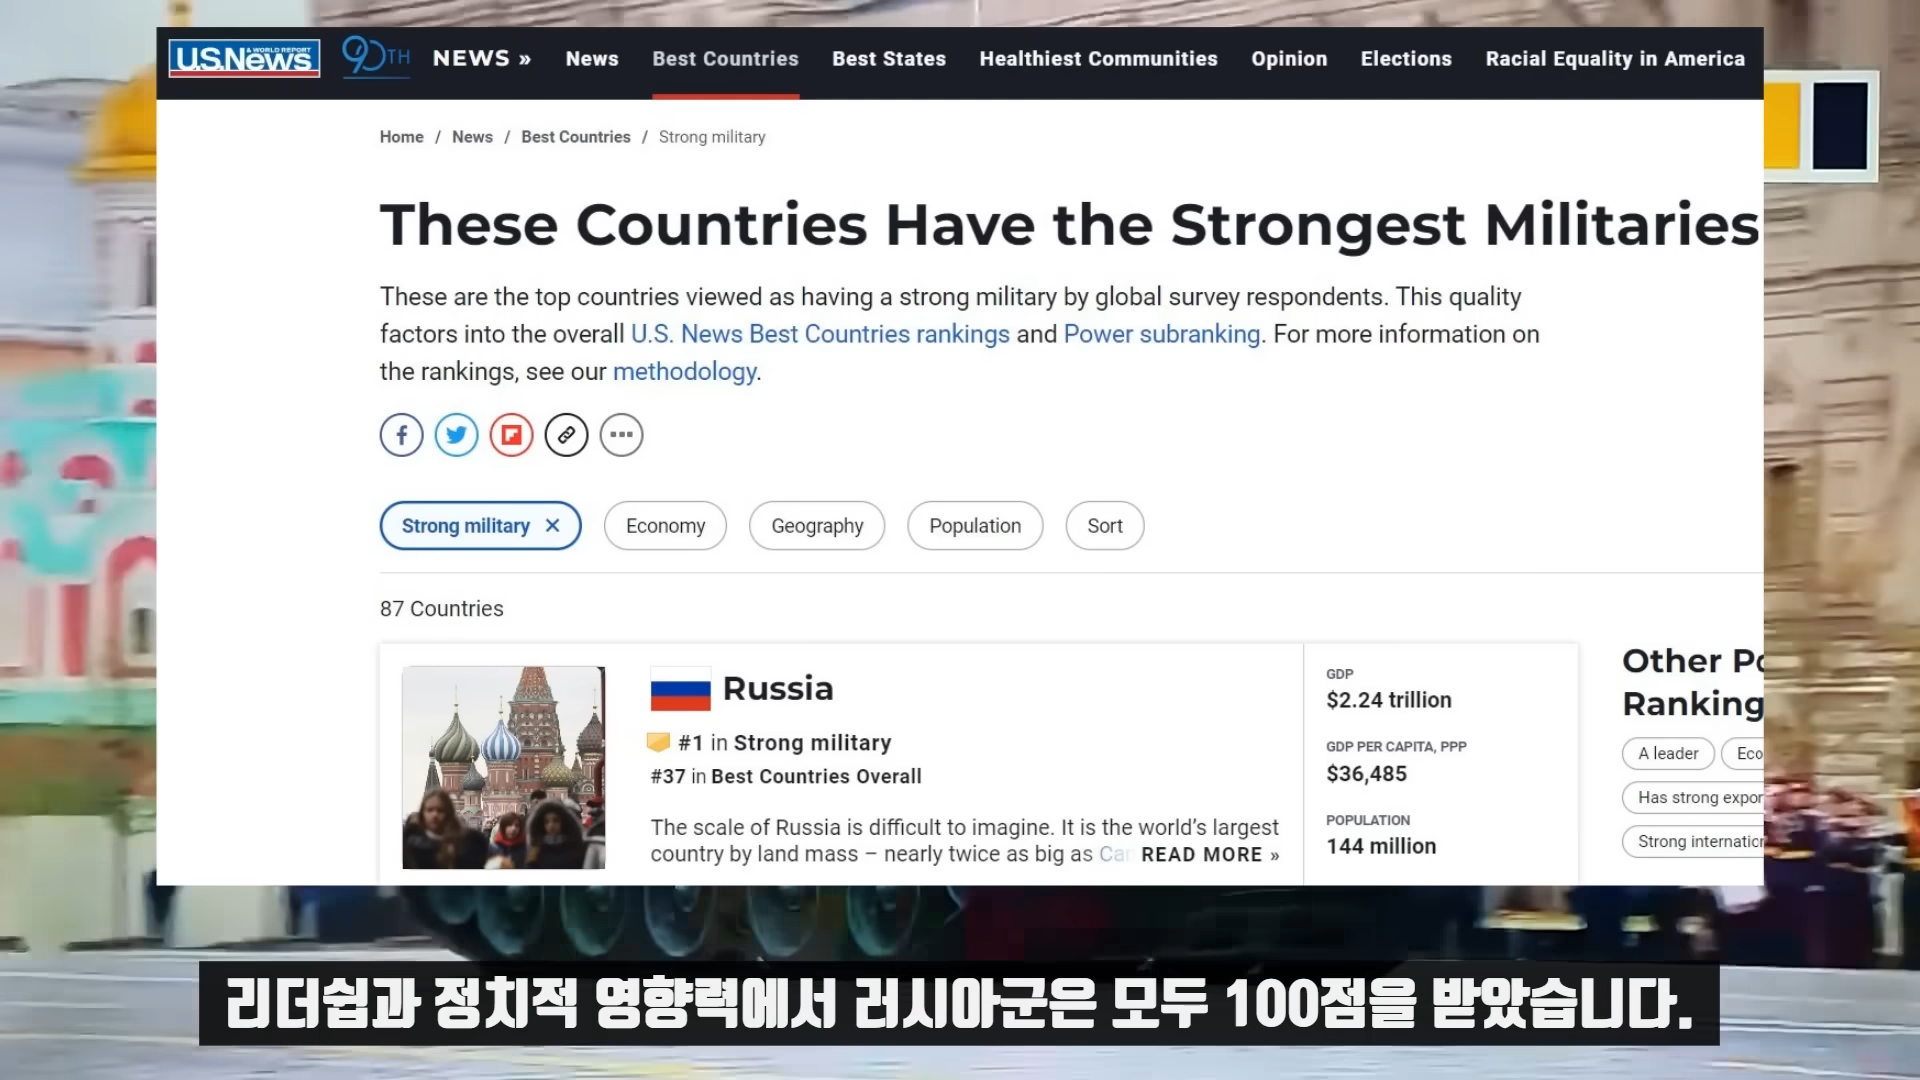 U.S.News
A WORLD REPORT
90TH
NEWS »
News
Best Countries
Best States
Healthiest Communities
Opinion
Elections
Racial Equality in America
Home / News / Best Countries / Strong military
These Countries Have the Strongest Militaries
These are the top countries viewed as having a strong military by global survey respondents. This quality
factors into the overall U.S. News Best Countries rankings and Power subranking. For more information on
the rankings, see our methodology.
Strong military ✕
Economy
Geography
Population
Sort
87 Countries
Russia
#1 in Strong military
#37 in Best Countries Overall
The scale of Russia is difficult to imagine. It is the world’s largest
country by land mass – nearly twice as big as Ca READ MORE »
GDP
$2.24 trillion
GDP PER CAPITA, PPP
$36,485
POPULATION
144 million
Other Po
Ranking
A leader
Eco
Has strong expor
Strong internation
리더쉽과 정치적 영향력에서 러시아군은 모두 100점을 받았습니다.